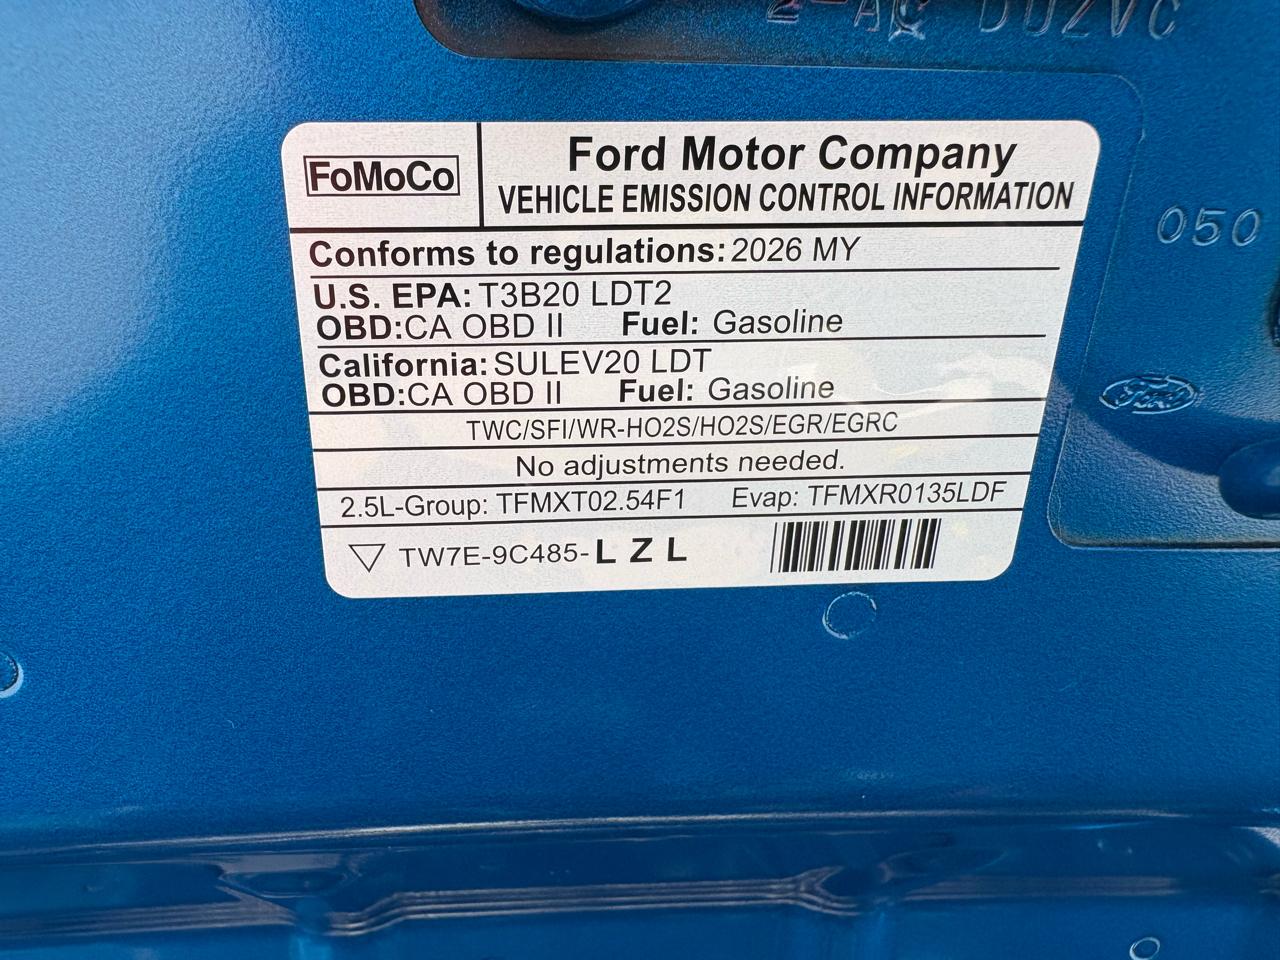 FoMoCo
Ford Motor Company
VEHICLE EMISSION CONTROL INFORMATION
Conforms to regulations: 2026 MY
U.S. EPA: T3B20 LDT2
OBD:CA OBD II Fuel: Gasoline
California: SULEV20 LDT
OBD:CA OBD II Fuel: Gasoline
TWC/SFI/WR-HO2S/HO2S/EGR/EGRC
No adjustments needed.
2.5L-Group: TFMXT02.54F1 Evap: TFMXR0135LDF
TW7E-9C485-L Z L
050
Ford